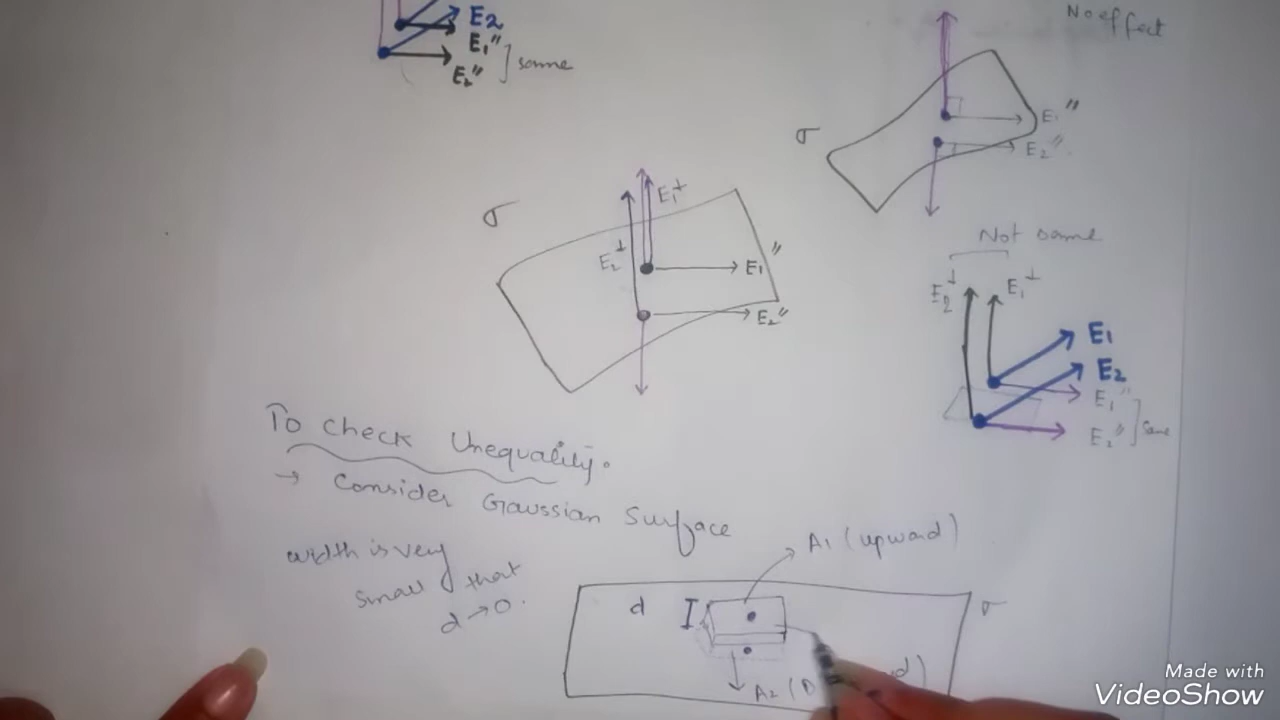 E2
E1"
E2"
same
No effect
σ
E1"
E2"
σ
E1⊥
E2⊥
E1"
E2"
Not same
E2⊥
E1⊥
E1
E2
E1"
E2"
Same
To check Unequality.
→ Consider Gaussian Surface
width is very
small that
d→0.
A1 (upward)
d
σ
A2 (D
d)
Made with
VideoShow